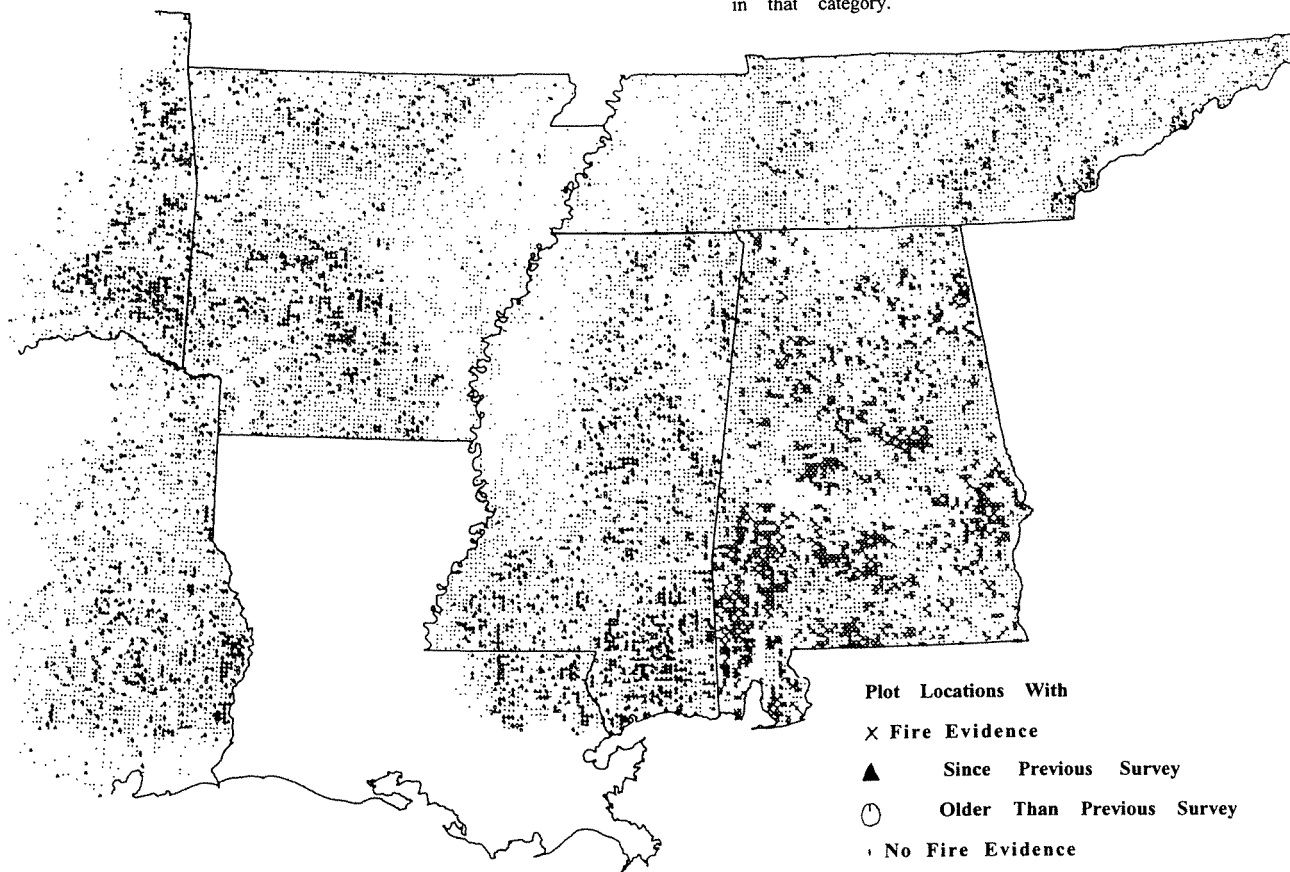 in that category.
Plot Locations With
X Fire Evidence
Since Previous Survey
Older Than Previous Survey
No Fire Evidence